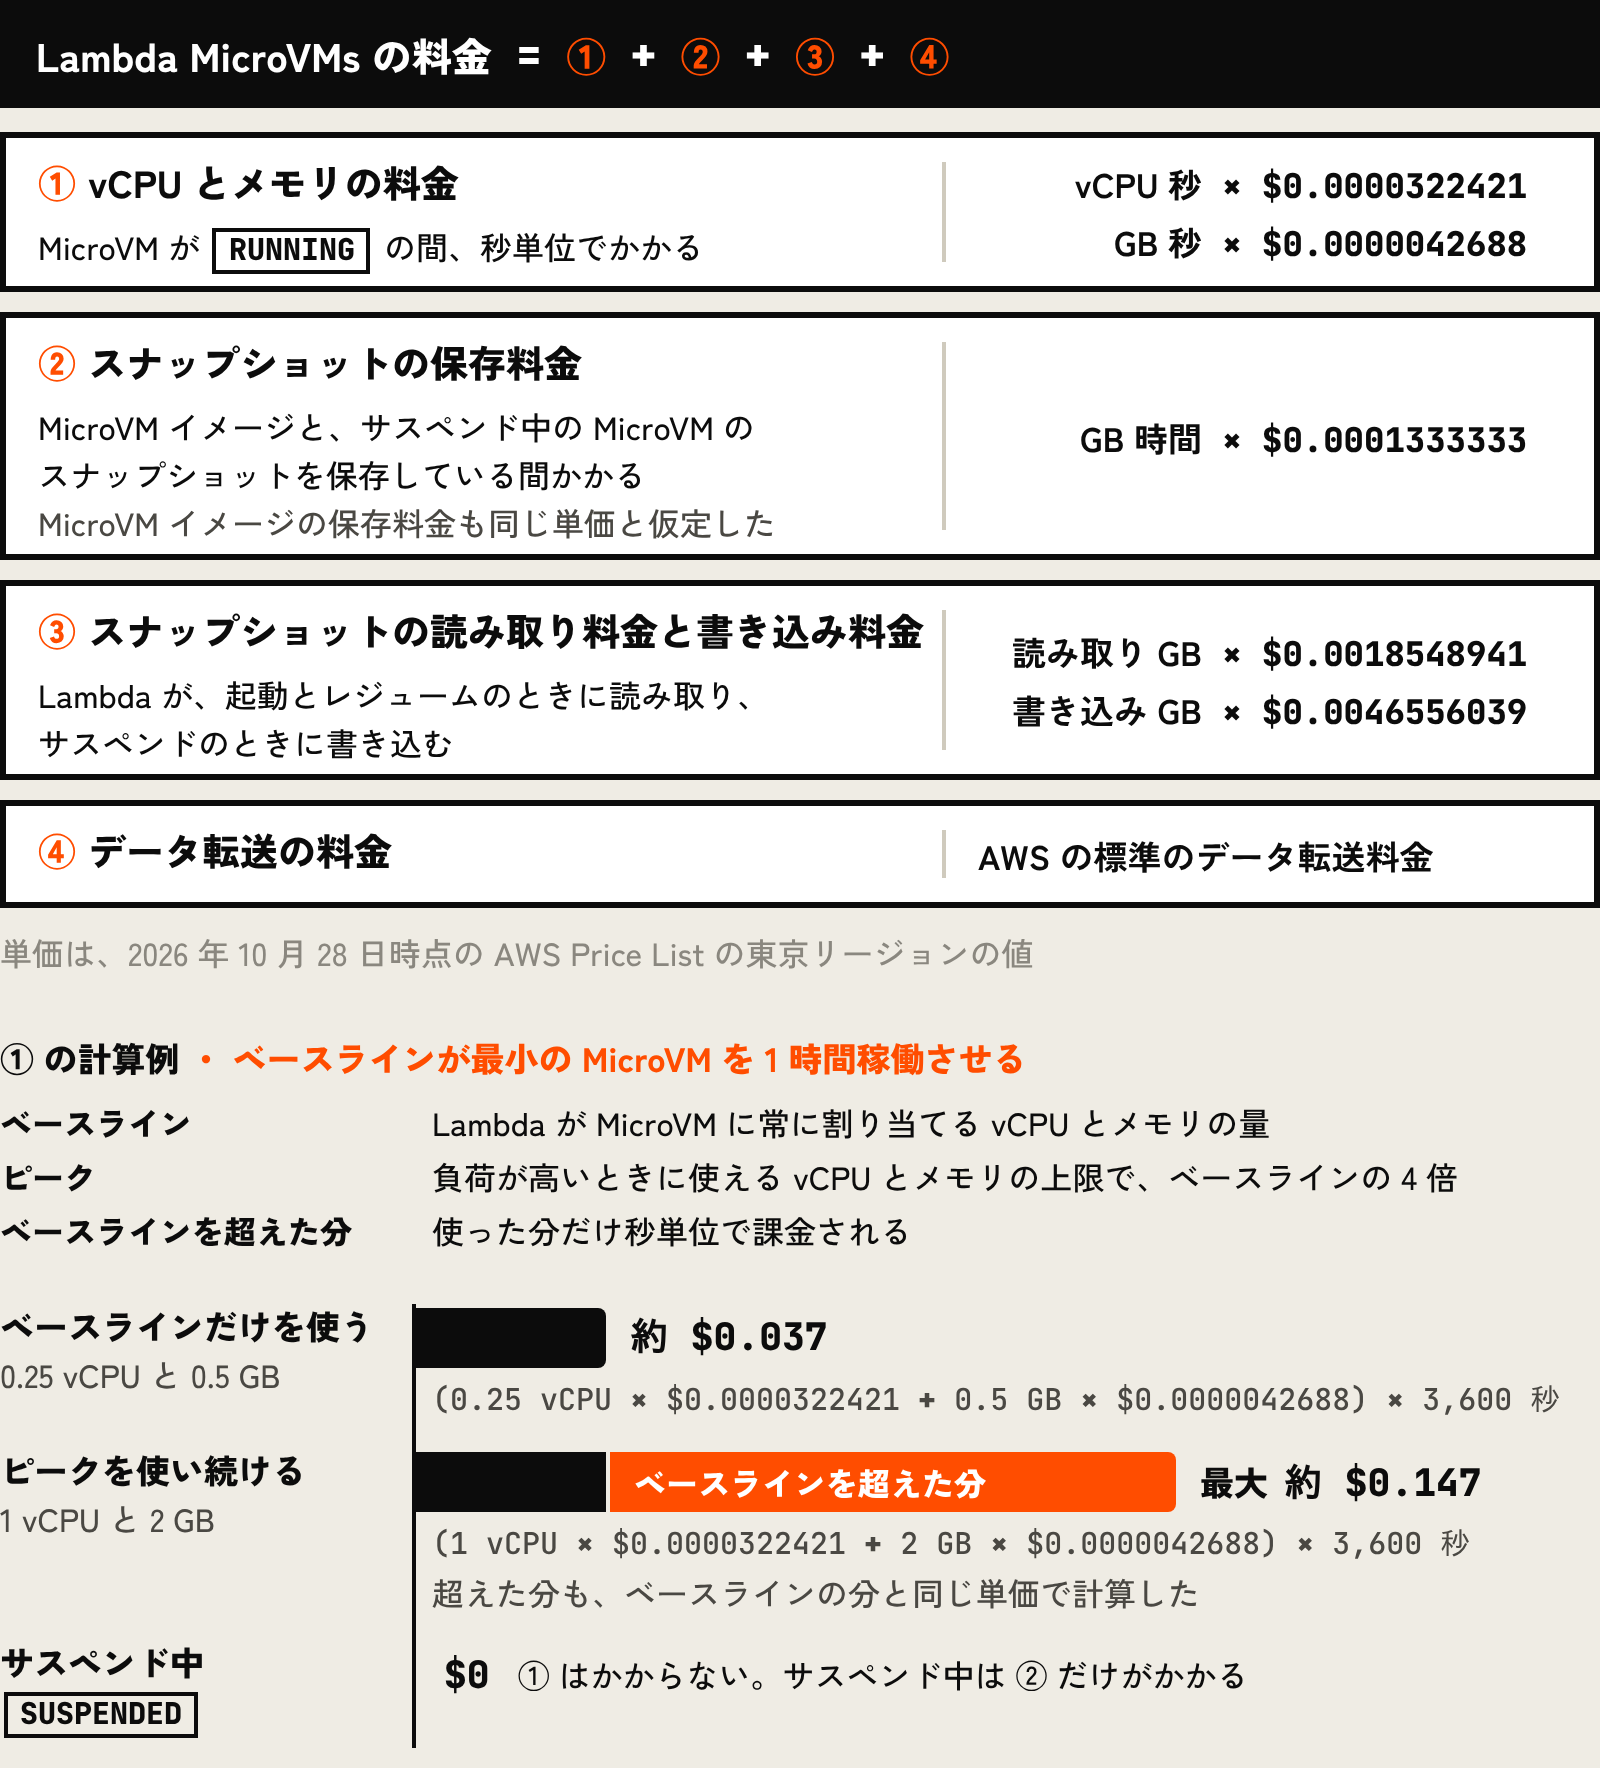 Lambda MicroVMs の料金 = ① + ② + ③ + ④
① vCPU とメモリの料金
MicroVM が RUNNING の間、秒単位でかかる
vCPU 秒 × $0.0000322421
GB 秒 × $0.0000042688
② スナップショットの保存料金
MicroVM イメージと、サスペンド中の MicroVM の
スナップショットを保存している間かかる
MicroVM イメージの保存料金も同じ単価と仮定した
GB 時間 × $0.0001333333
③ スナップショットの読み取り料金と書き込み料金
Lambda が、起動とレジュームのときに読み取り、
サスペンドのときに書き込む
読み取り GB × $0.0018548941
書き込み GB × $0.0046556039
④ データ転送の料金
AWS の標準のデータ転送料金
単価は、2026 年 10 月 28 日時点の AWS Price List の東京リージョンの値
① の計算例 ・ ベースラインが最小の MicroVM を 1 時間稼働させる
ベースライン Lambda が MicroVM に常に割り当てる vCPU とメモリの量
ピーク 負荷が高いときに使える vCPU とメモリの上限で、ベースラインの 4 倍
ベースラインを超えた分 使った分だけ秒単位で課金される
ベースラインだけを使う
0.25 vCPU と 0.5 GB
約 $0.037
(0.25 vCPU × $0.0000322421 + 0.5 GB × $0.0000042688) × 3,600 秒
ピークを使い続ける
1 vCPU と 2 GB
ベースラインを超えた分
最大 約 $0.147
(1 vCPU × $0.0000322421 + 2 GB × $0.0000042688) × 3,600 秒
超えた分も、ベースラインの分と同じ単価で計算した
サスペンド中
SUSPENDED
$0 ① はかからない。サスペンド中は ② だけがかかる